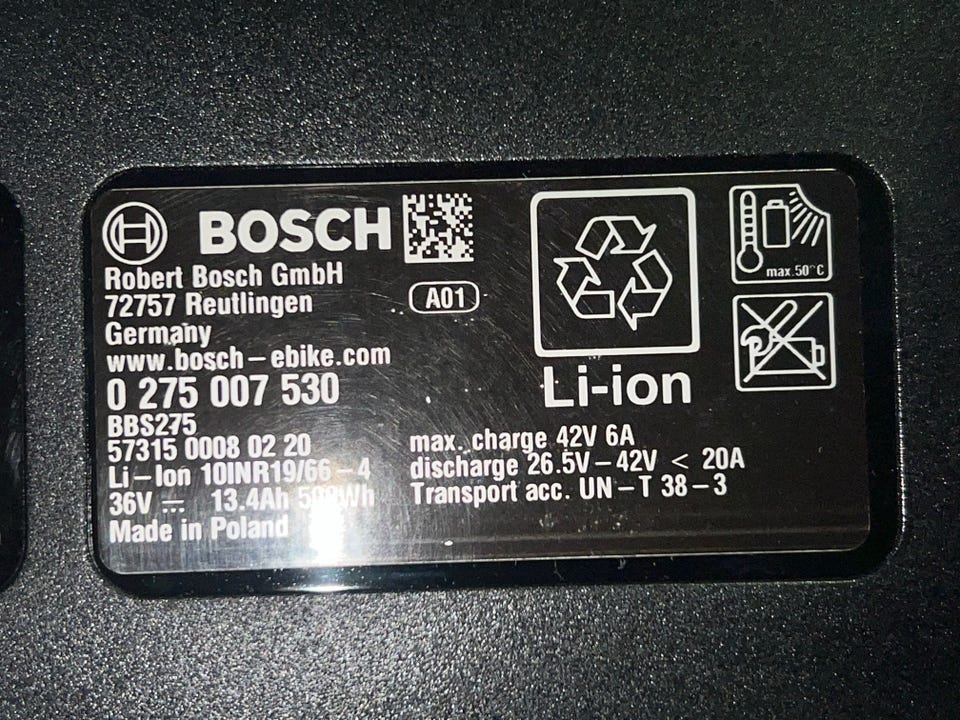 BOSCH
Robert Bosch GmbH
72757 Reutlingen
Germany
www.bosch-ebike.com
0 275 007 530
BBS275
57315 0008 02 20
Li-Ion 10INR19/66-4
36V ⎓ 13.4Ah
Made in Poland
A01
Li-ion
max. charge 42V 6A
discharge 26.5V-42V < 20A
Transport acc. UN-T 38-3
max.50°C